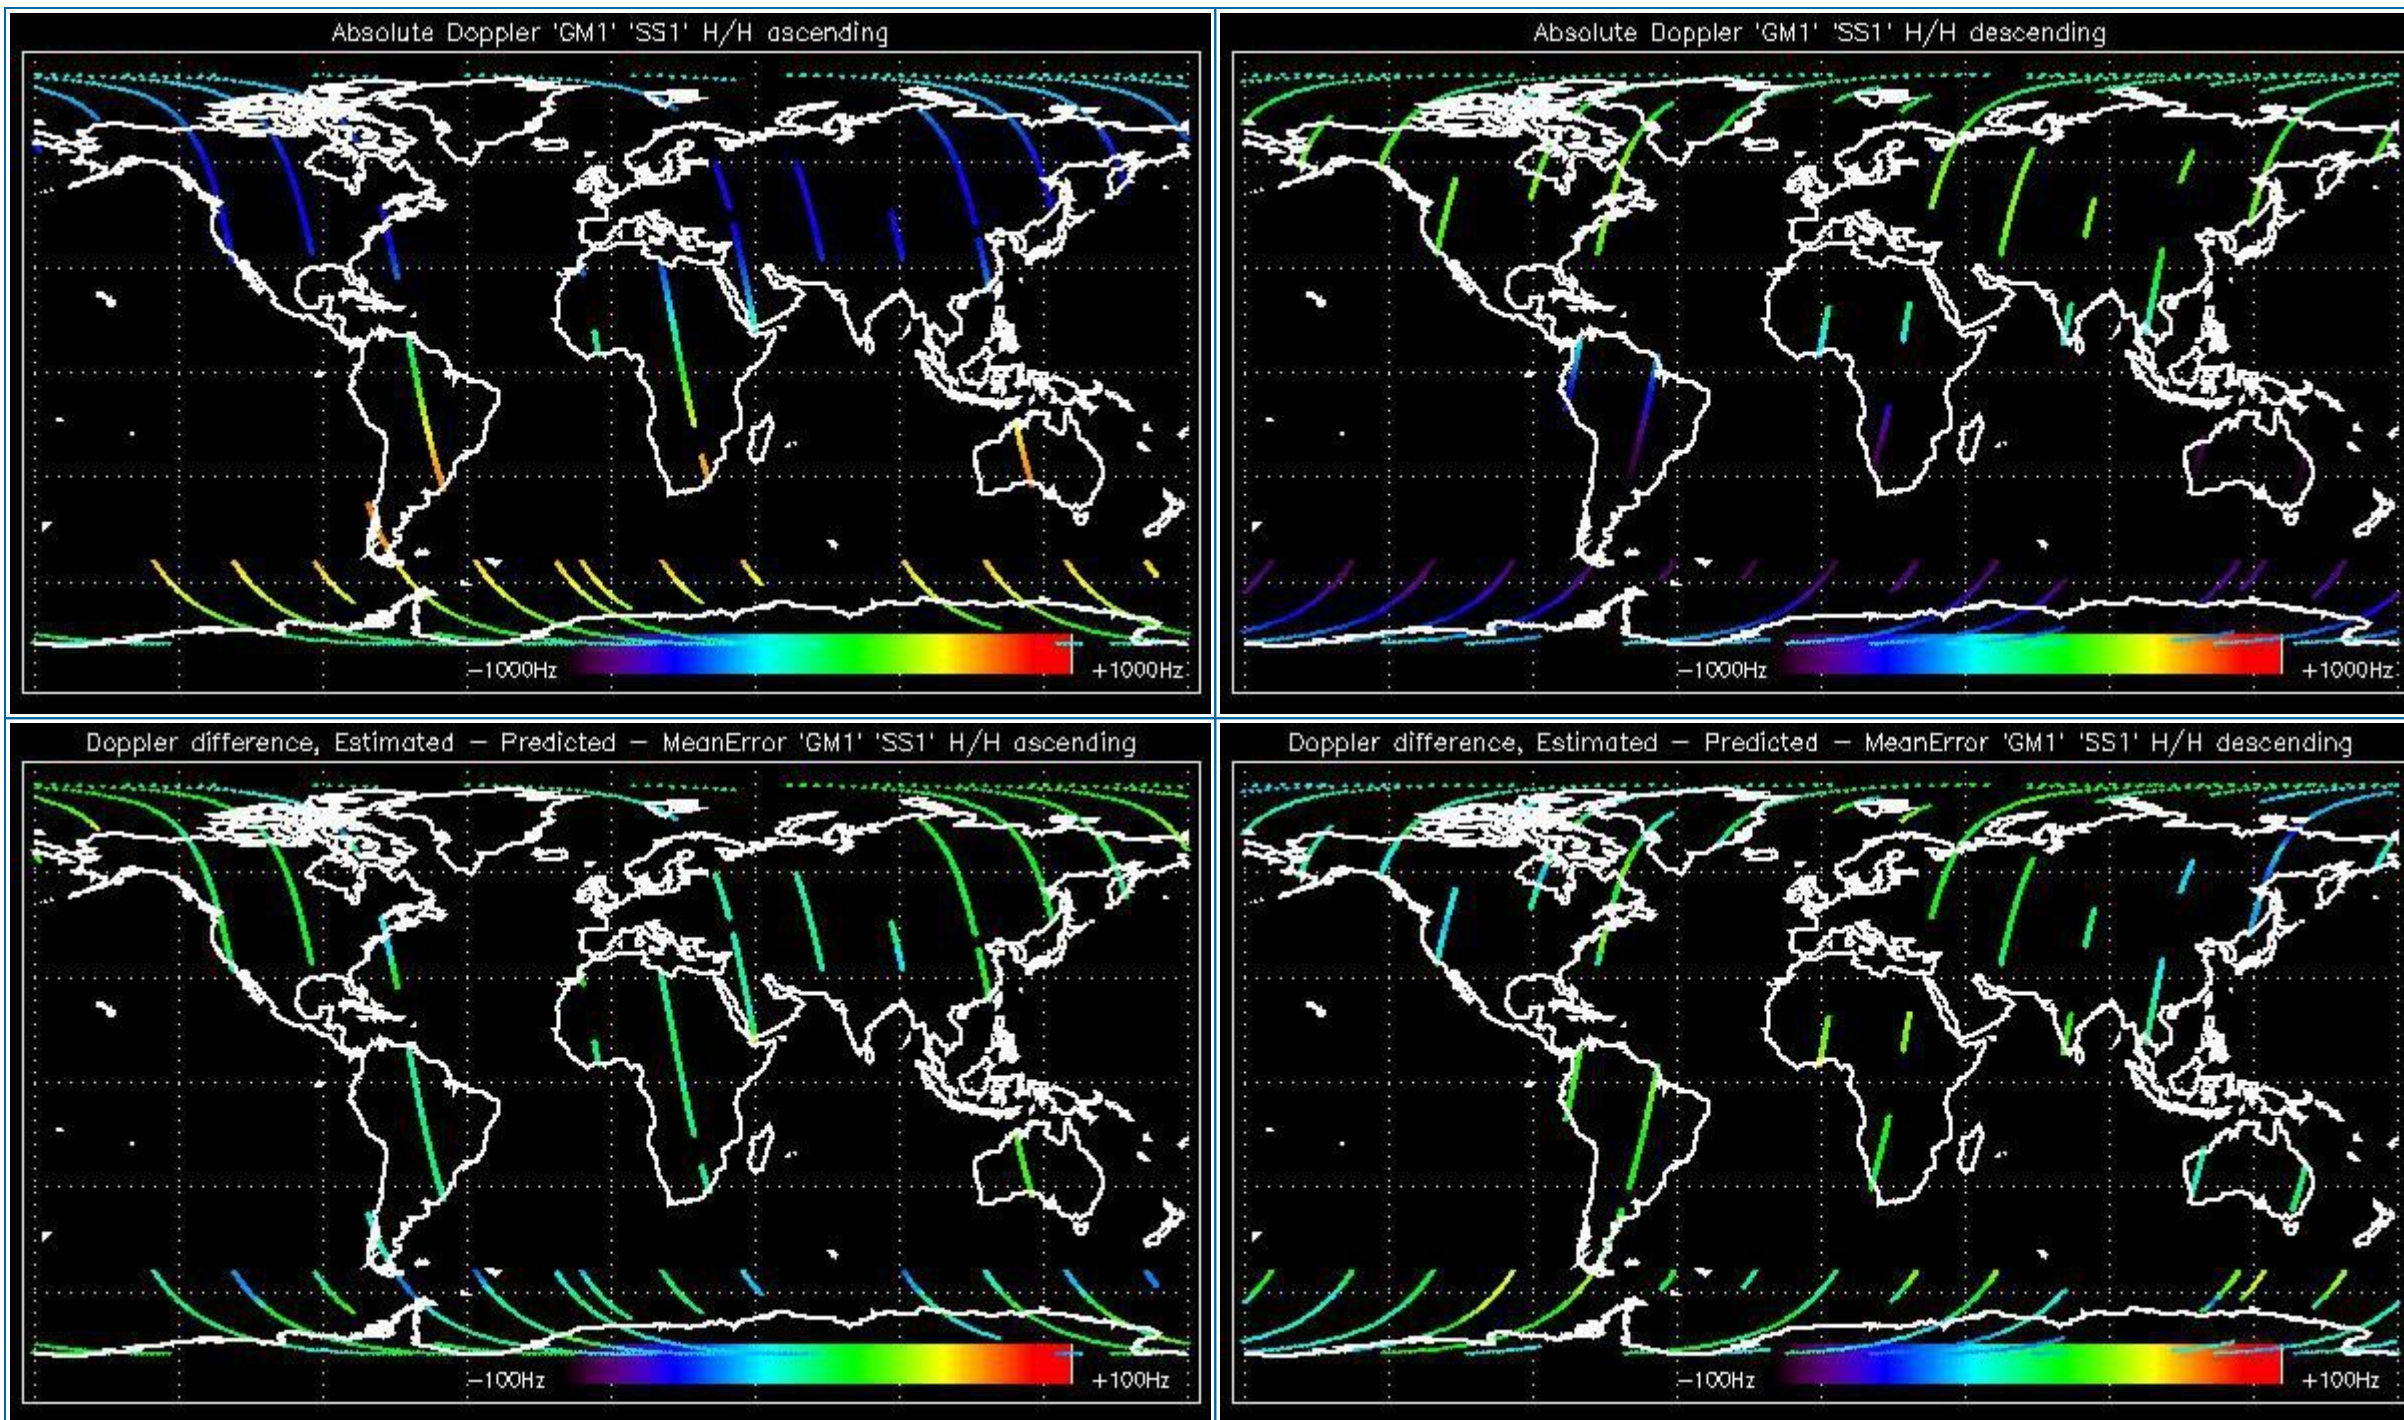 Absolute Doppler 'GM1' 'SS1' H/H ascending
−1000Hz
+1000Hz
Absolute Doppler 'GM1' 'SS1' H/H descending
−1000Hz
+1000Hz
Doppler difference, Estimated − Predicted − MeanError 'GM1' 'SS1' H/H ascending
−100Hz
+100Hz
Doppler difference, Estimated − Predicted − MeanError 'GM1' 'SS1' H/H descending
−100Hz
+100Hz